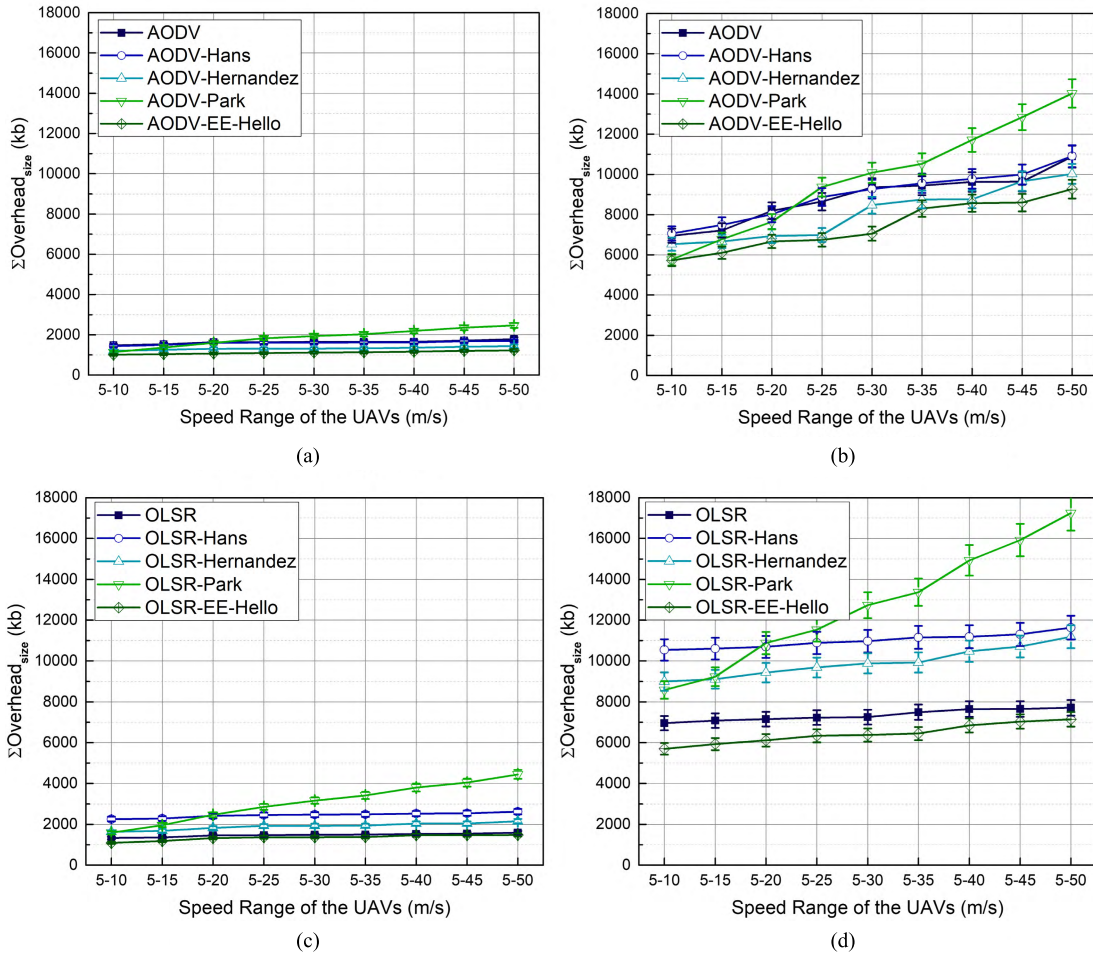 18000
16000
14000
12000
10000
8000
6000
4000
2000
0
ΣOverhead_size (kb)
AODV
AODV-Hans
AODV-Hernandez
AODV-Park
AODV-EE-Hello
5-10 5-15 5-20 5-25 5-30 5-35 5-40 5-45 5-50
Speed Range of the UAVs (m/s)
(a)
18000
16000
14000
12000
10000
8000
6000
4000
2000
0
ΣOverhead_size (kb)
AODV
AODV-Hans
AODV-Hernandez
AODV-Park
AODV-EE-Hello
5-10 5-15 5-20 5-25 5-30 5-35 5-40 5-45 5-50
Speed Range of the UAVs (m/s)
(b)
18000
16000
14000
12000
10000
8000
6000
4000
2000
0
ΣOverhead_size (kb)
OLSR
OLSR-Hans
OLSR-Hernandez
OLSR-Park
OLSR-EE-Hello
5-10 5-15 5-20 5-25 5-30 5-35 5-40 5-45 5-50
Speed Range of the UAVs (m/s)
(c)
18000
16000
14000
12000
10000
8000
6000
4000
2000
0
ΣOverhead_size (kb)
OLSR
OLSR-Hans
OLSR-Hernandez
OLSR-Park
OLSR-EE-Hello
5-10 5-15 5-20 5-25 5-30 5-35 5-40 5-45 5-50
Speed Range of the UAVs (m/s)
(d)